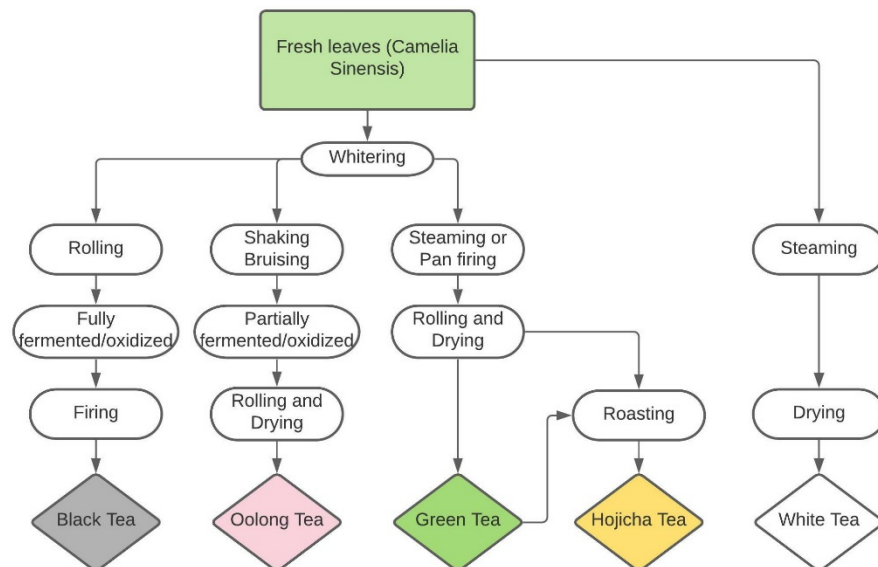 Fresh leaves (Camelia
Sinensis)
Whitering
Rolling
Shaking
Bruising
Steaming or
Pan firing
Steaming
Fully
fermented/oxidized
Partially
fermented/oxidized
Rolling and
Drying
Firing
Rolling and
Drying
Roasting
Drying
Black Tea
Oolong Tea
Green Tea
Hojicha Tea
White Tea